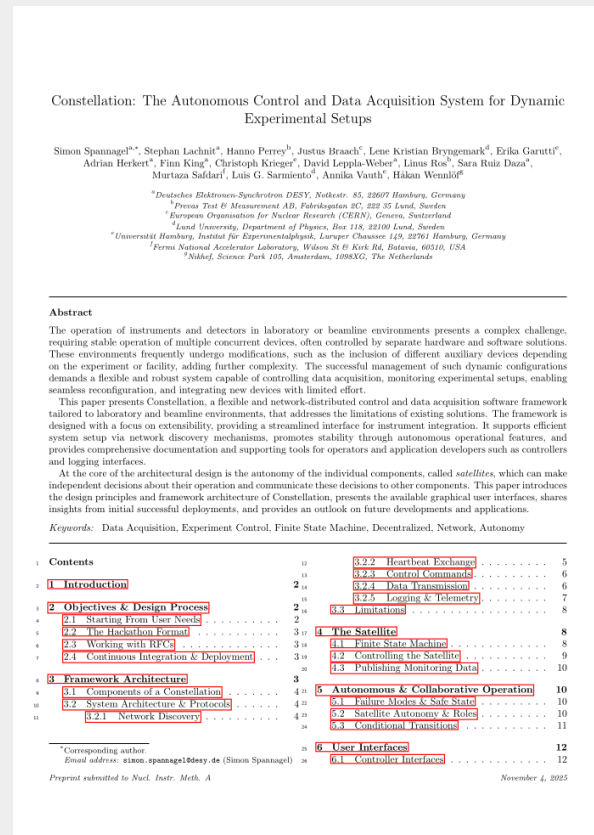 Constellation: The Autonomous Control and Data Acquisition System for Dynamic
Experimental Setups
Simon Spannagelᵃ,*, Stephan Lachnitᵃ, Hanno Perreyᵇ, Justus Braachᶜ, Lene Kristian Bryngemarkᵈ, Erika Garuttiᵉ,
Adrian Herkertᵃ, Finn Kingᵃ, Christoph Kriegerᵉ, David Leppla-Weberᵃ, Linus Rosᵇ, Sara Ruiz Dazaᵃ,
Murtaza Safdariᶠ, Luis G. Sarmientoᵈ, Annika Vauthᵉ, Håkan Wennlöfᵍ
ᵃDeutsches Elektronen-Synchrotron DESY, Notkestr. 85, 22607 Hamburg, Germany
ᵇPrevas Test & Measurement AB, Fabriksgatan 2C, 222 35 Lund, Sweden
ᶜEuropean Organisation for Nuclear Research (CERN), Geneva, Switzerland
ᵈLund University, Department of Physics, Box 118, 22100 Lund, Sweden
ᵉUniversität Hamburg, Institut für Experimentalphysik, Luruper Chaussee 149, 22761 Hamburg, Germany
ᶠFermi National Accelerator Laboratory, Wilson St & Kirk Rd, Batavia, 60510, USA
ᵍNikhef, Science Park 105, Amsterdam, 1098XG, The Netherlands
Abstract
The operation of instruments and detectors in laboratory or beamline environments presents a complex challenge,
requiring stable operation of multiple concurrent devices, often controlled by separate hardware and software solutions.
These environments frequently undergo modifications, such as the inclusion of different auxiliary devices depending
on the experiment or facility, adding further complexity. The successful management of such dynamic configurations
demands a flexible and robust system capable of controlling data acquisition, monitoring experimental setups, enabling
seamless reconfiguration, and integrating new devices with limited effort.
This paper presents Constellation, a flexible and network-distributed control and data acquisition software framework
tailored to laboratory and beamline environments, that addresses the limitations of existing solutions. The framework is
designed with a focus on extensibility, providing a streamlined interface for instrument integration. It supports efficient
system setup via network discovery mechanisms, promotes stability through autonomous operational features, and
provides comprehensive documentation and supporting tools for operators and application developers such as controllers
and logging interfaces.
At the core of the architectural design is the autonomy of the individual components, called satellites, which can make
independent decisions about their operation and communicate these decisions to other components. This paper introduces
the design principles and framework architecture of Constellation, presents the available graphical user interfaces, shares
insights from initial successful deployments, and provides an outlook on future developments and applications.
Keywords: Data Acquisition, Experiment Control, Finite State Machine, Decentralized, Network, Autonomy
1 Contents
2 1 Introduction 2
3 2 Objectives & Design Process 2
4 2.1 Starting From User Needs . . . . . . . . . . 2
5 2.2 The Hackathon Format . . . . . . . . . . . 3
6 2.3 Working with RFCs . . . . . . . . . . . . . 3
7 2.4 Continuous Integration & Deployment . . . 3
8 3 Framework Architecture 3
9 3.1 Components of a Constellation . . . . . . . 4
10 3.2 System Architecture & Protocols . . . . . . 4
11 3.2.1 Network Discovery . . . . . . . . . . 4
*Corresponding author.
Email address: simon.spannagel@desy.de (Simon Spannagel)
12 3.2.2 Heartbeat Exchange . . . . . . . . . 5
13 3.2.3 Control Commands . . . . . . . . . . 6
14 3.2.4 Data Transmission . . . . . . . . . . 6
15 3.2.5 Logging & Telemetry . . . . . . . . . 7
16 3.3 Limitations . . . . . . . . . . . . . . . . . 8
17 4 The Satellite 8
18 4.1 Finite State Machine . . . . . . . . . . . . 8
19 4.2 Controlling the Satellite . . . . . . . . . . . 9
20 4.3 Publishing Monitoring Data . . . . . . . . . 10
21 5 Autonomous & Collaborative Operation 10
22 5.1 Failure Modes & Safe State . . . . . . . . . 10
23 5.2 Satellite Autonomy & Roles . . . . . . . . . 10
24 5.3 Conditional Transitions . . . . . . . . . . . 11
25 6 User Interfaces 12
26 6.1 Controller Interfaces . . . . . . . . . . . . . 12
Preprint submitted to Nucl. Instr. Meth. A
November 4, 2025